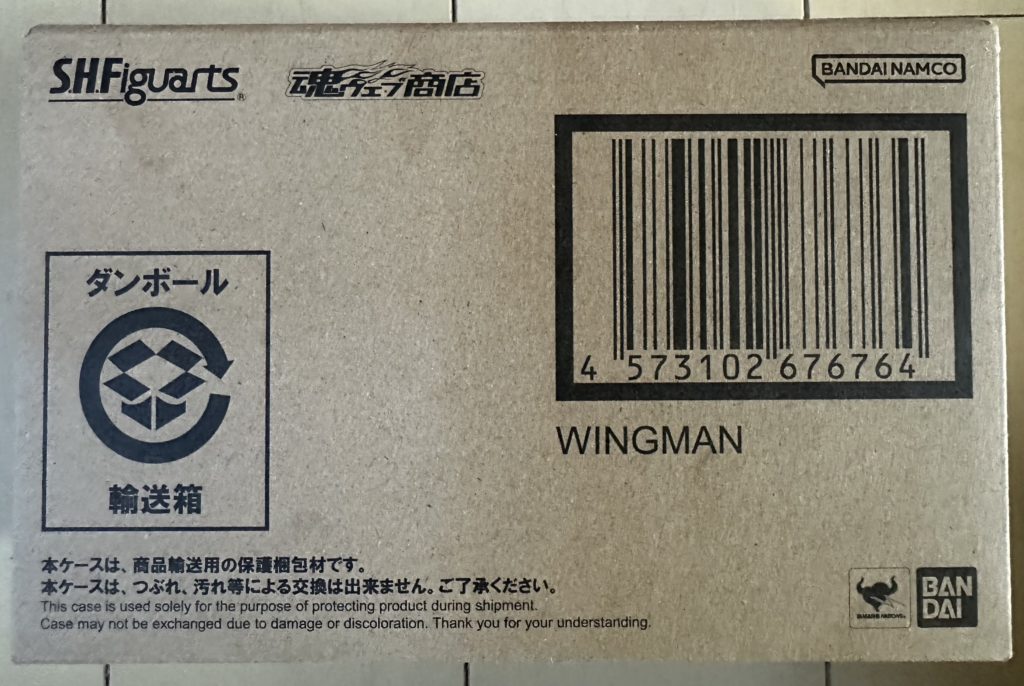 S.H.Figuarts®
魂ウェブ商店
BANDAI NAMCO
4 573102 676764
WINGMAN
ダンボール
輸送箱
本ケースは、商品輸送用の保護梱包材です。
本ケースは、つぶれ、汚れ等による交換は出来ません。ご了承ください。
This case is used solely for the purpose of protecting product during shipment.
Case may not be exchanged due to damage or discoloration. Thank you for your understanding.
TAMASHII NATIONS
BAN
DAI